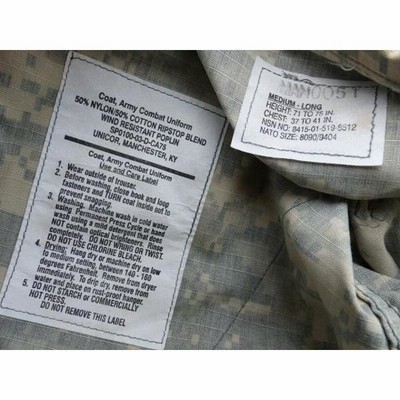 Coat, Army Combat Uniform
50% NYLON/50% COTTON RIPSTOP BLEND
WIND RESISTANT POPLIN
SP0100-03-D-CA76
UNICOR, MANCHESTER, KY
Coat, Army Combat Uniform
Use and Care Label
1. Wear outside of trouser.
2. Before washing, close hook and loop
fasteners and TURN coat inside out to
prevent snagging.
3. Washing: Machine wash in cold water
using Permanent Press Cycle or hand
wash using a mild detergent that does
NOT contain optical brighteners. Rinse
completely. DO NOT WRING OR TWIST.
DO NOT USE CHLORINE BLEACH.
4. Drying: Hang dry or machine dry on low
to medium setting, between 140 - 160
degrees Fahrenheit. Remove from dryer
immediately. To drip dry, remove from
water and place on rust-proof hanger.
5. DO NOT STARCH OR COMMERCIALLY
HOT PRESS.
DO NOT REMOVE THIS LABEL
MEDIUM - LONG
HEIGHT: 71 TO 75 IN.
CHEST: 37 TO 41 IN.
NSN: 8415-01-519-8512
NATO SIZE: 8090/9404